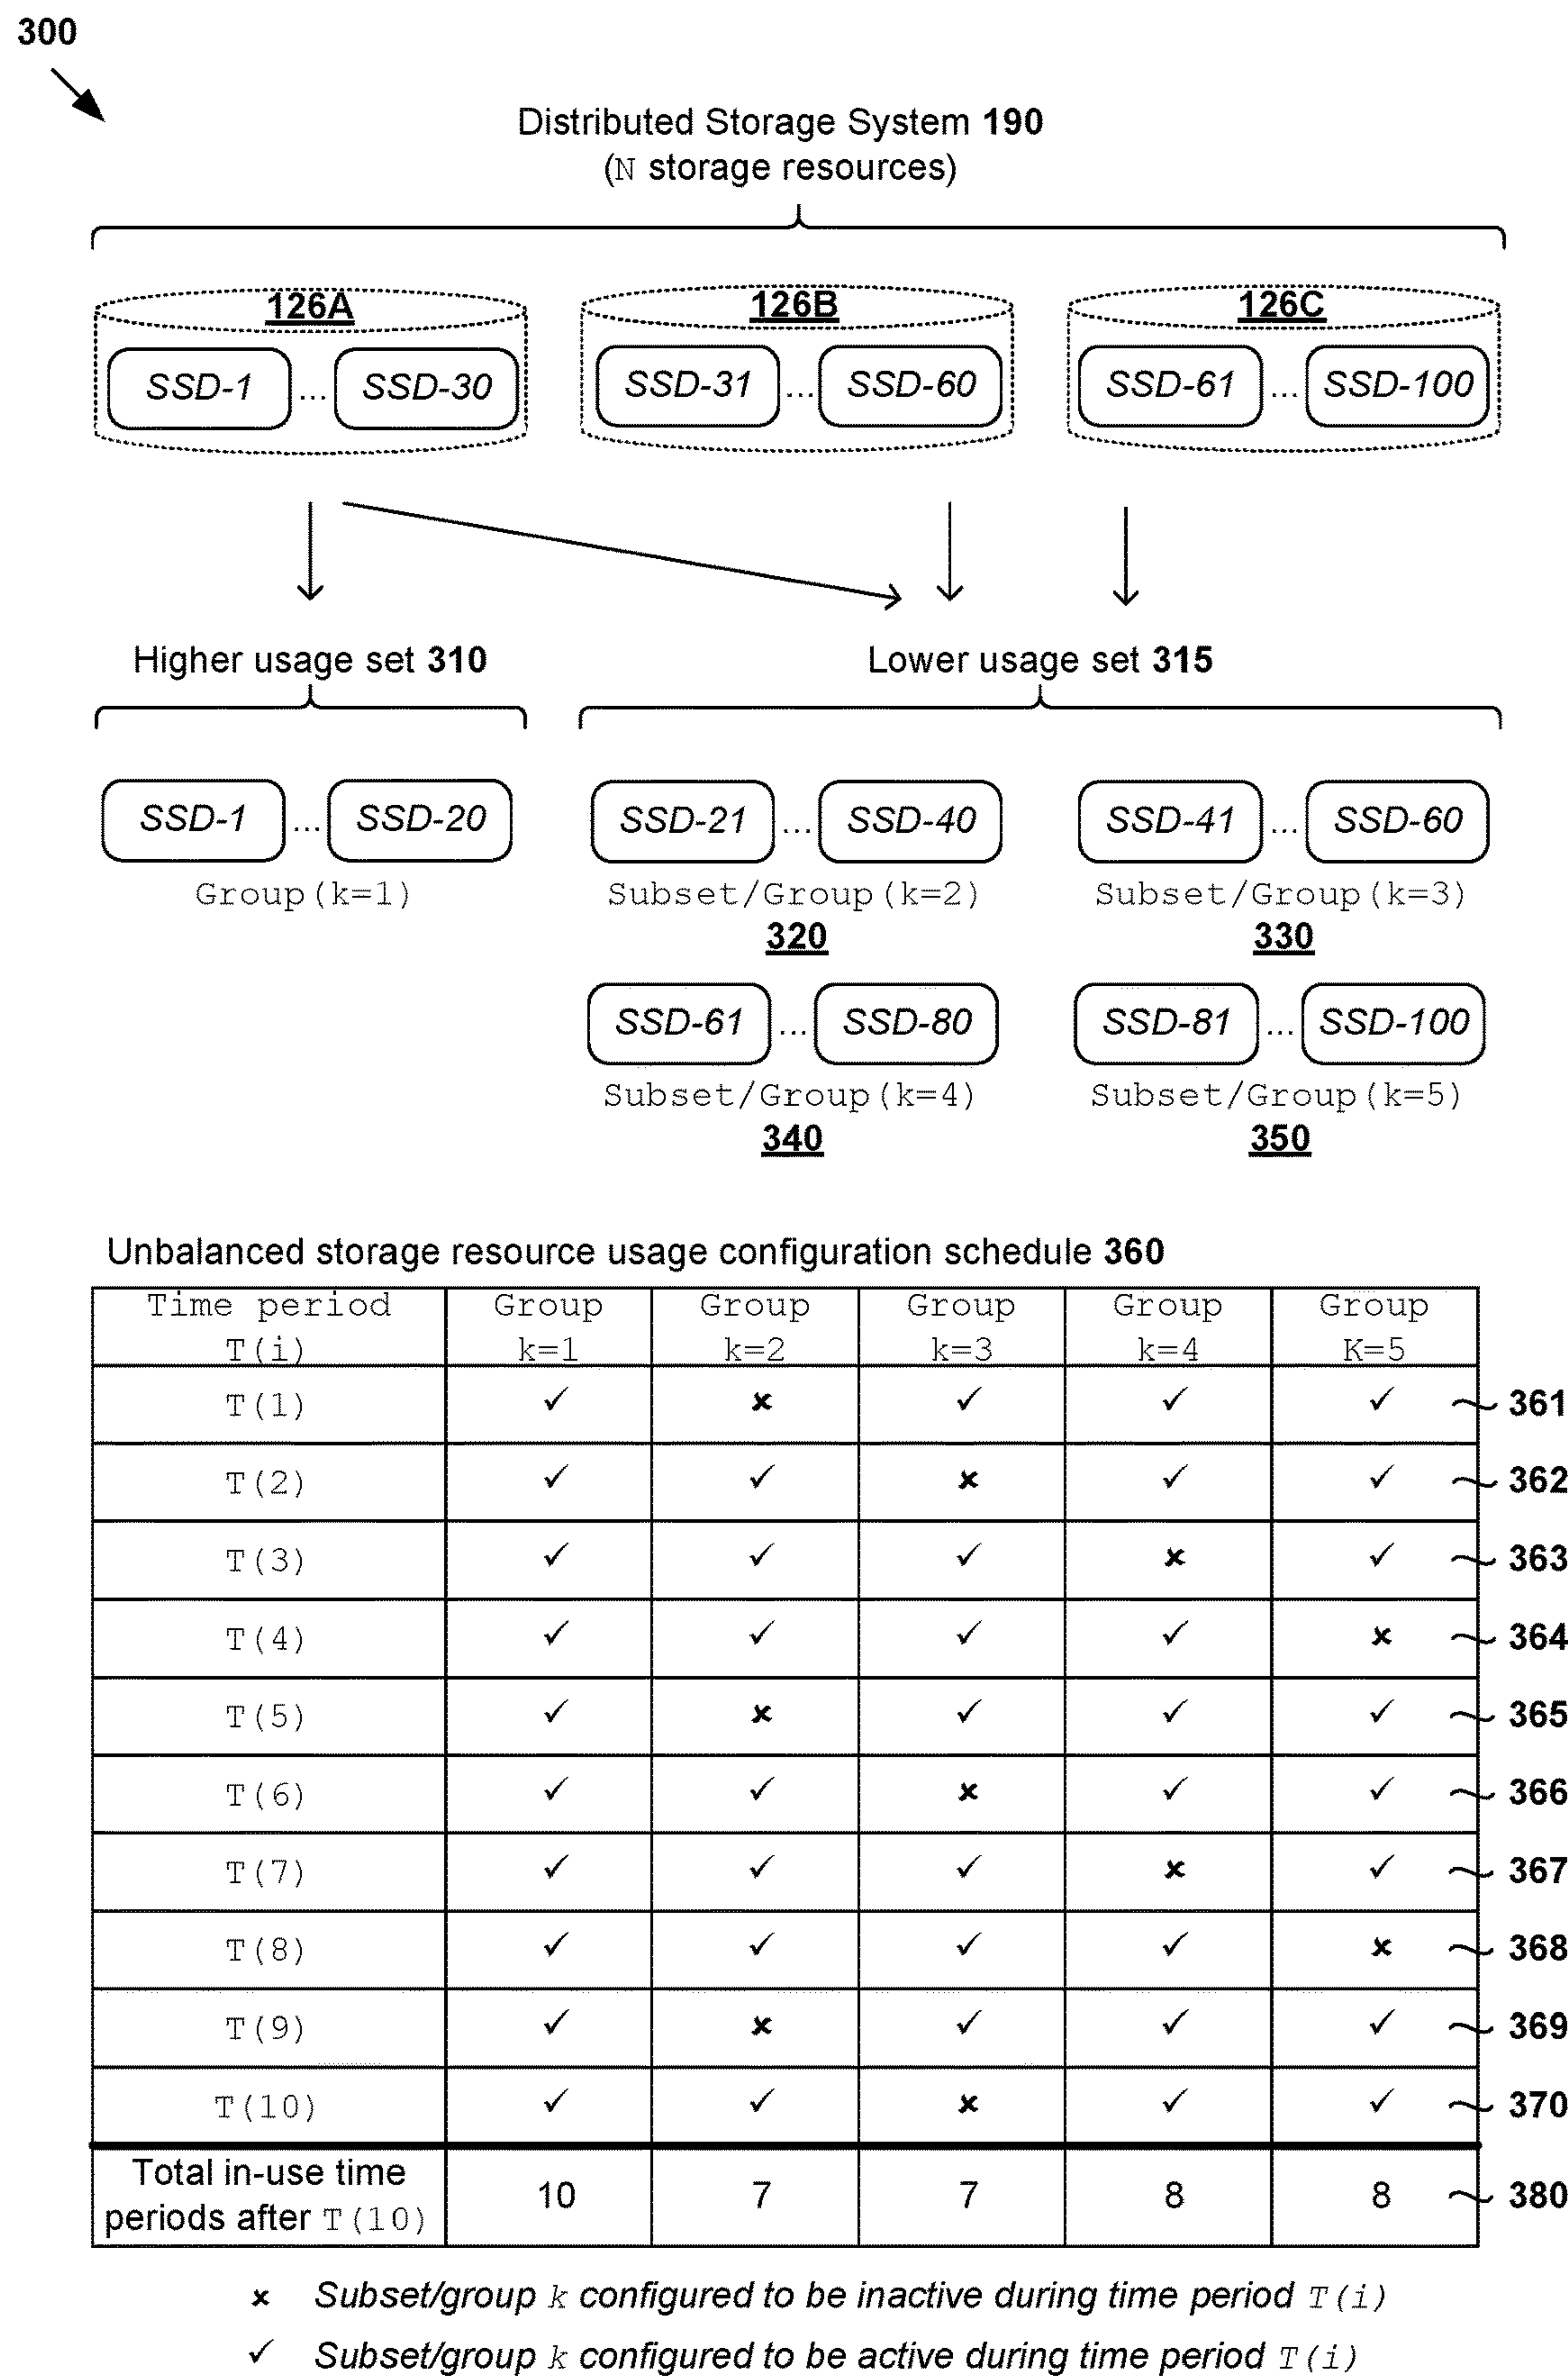 300
Distributed Storage System 190
(N storage resources)
126A 126B 126C
SSD-1 ... SSD-30 SSD-31 ... SSD-60 SSD-61 ... SSD-100
Higher usage set 310 Lower usage set 315
SSD-1 ... SSD-20 SSD-21 ... SSD-40 SSD-41 ... SSD-60
Group(k=1) Subset/Group(k=2) Subset/Group(k=3)
320 330
SSD-61 ... SSD-80 SSD-81 ... SSD-100
Subset/Group(k=4) Subset/Group(k=5)
340 350
Unbalanced storage resource usage configuration schedule 360
Time period Group Group Group Group Group
T(i) k=1 k=2 k=3 k=4 K=5
T(1) ✓ ✗ ✓ ✓ ✓ 361
T(2) ✓ ✓ ✗ ✓ ✓ 362
T(3) ✓ ✓ ✓ ✗ ✓ 363
T(4) ✓ ✓ ✓ ✓ ✗ 364
T(5) ✓ ✗ ✓ ✓ ✓ 365
T(6) ✓ ✓ ✗ ✓ ✓ 366
T(7) ✓ ✓ ✓ ✗ ✓ 367
T(8) ✓ ✓ ✓ ✓ ✗ 368
T(9) ✓ ✗ ✓ ✓ ✓ 369
T(10) ✓ ✓ ✗ ✓ ✓ 370
Total in-use time
periods after T(10) 10 7 7 8 8 380
✗ Subset/group k configured to be inactive during time period T(i)
✓ Subset/group k configured to be active during time period T(i)